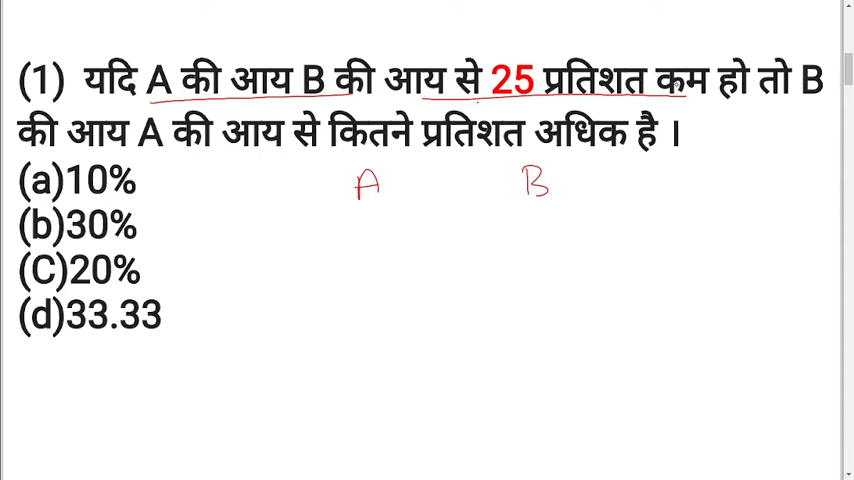 (1) यदि A की आय B की आय से 25 प्रतिशत कम हो तो B
की आय A की आय से कितने प्रतिशत अधिक है ।
(a)10%
A B
(b)30%
(C)20%
(d)33.33